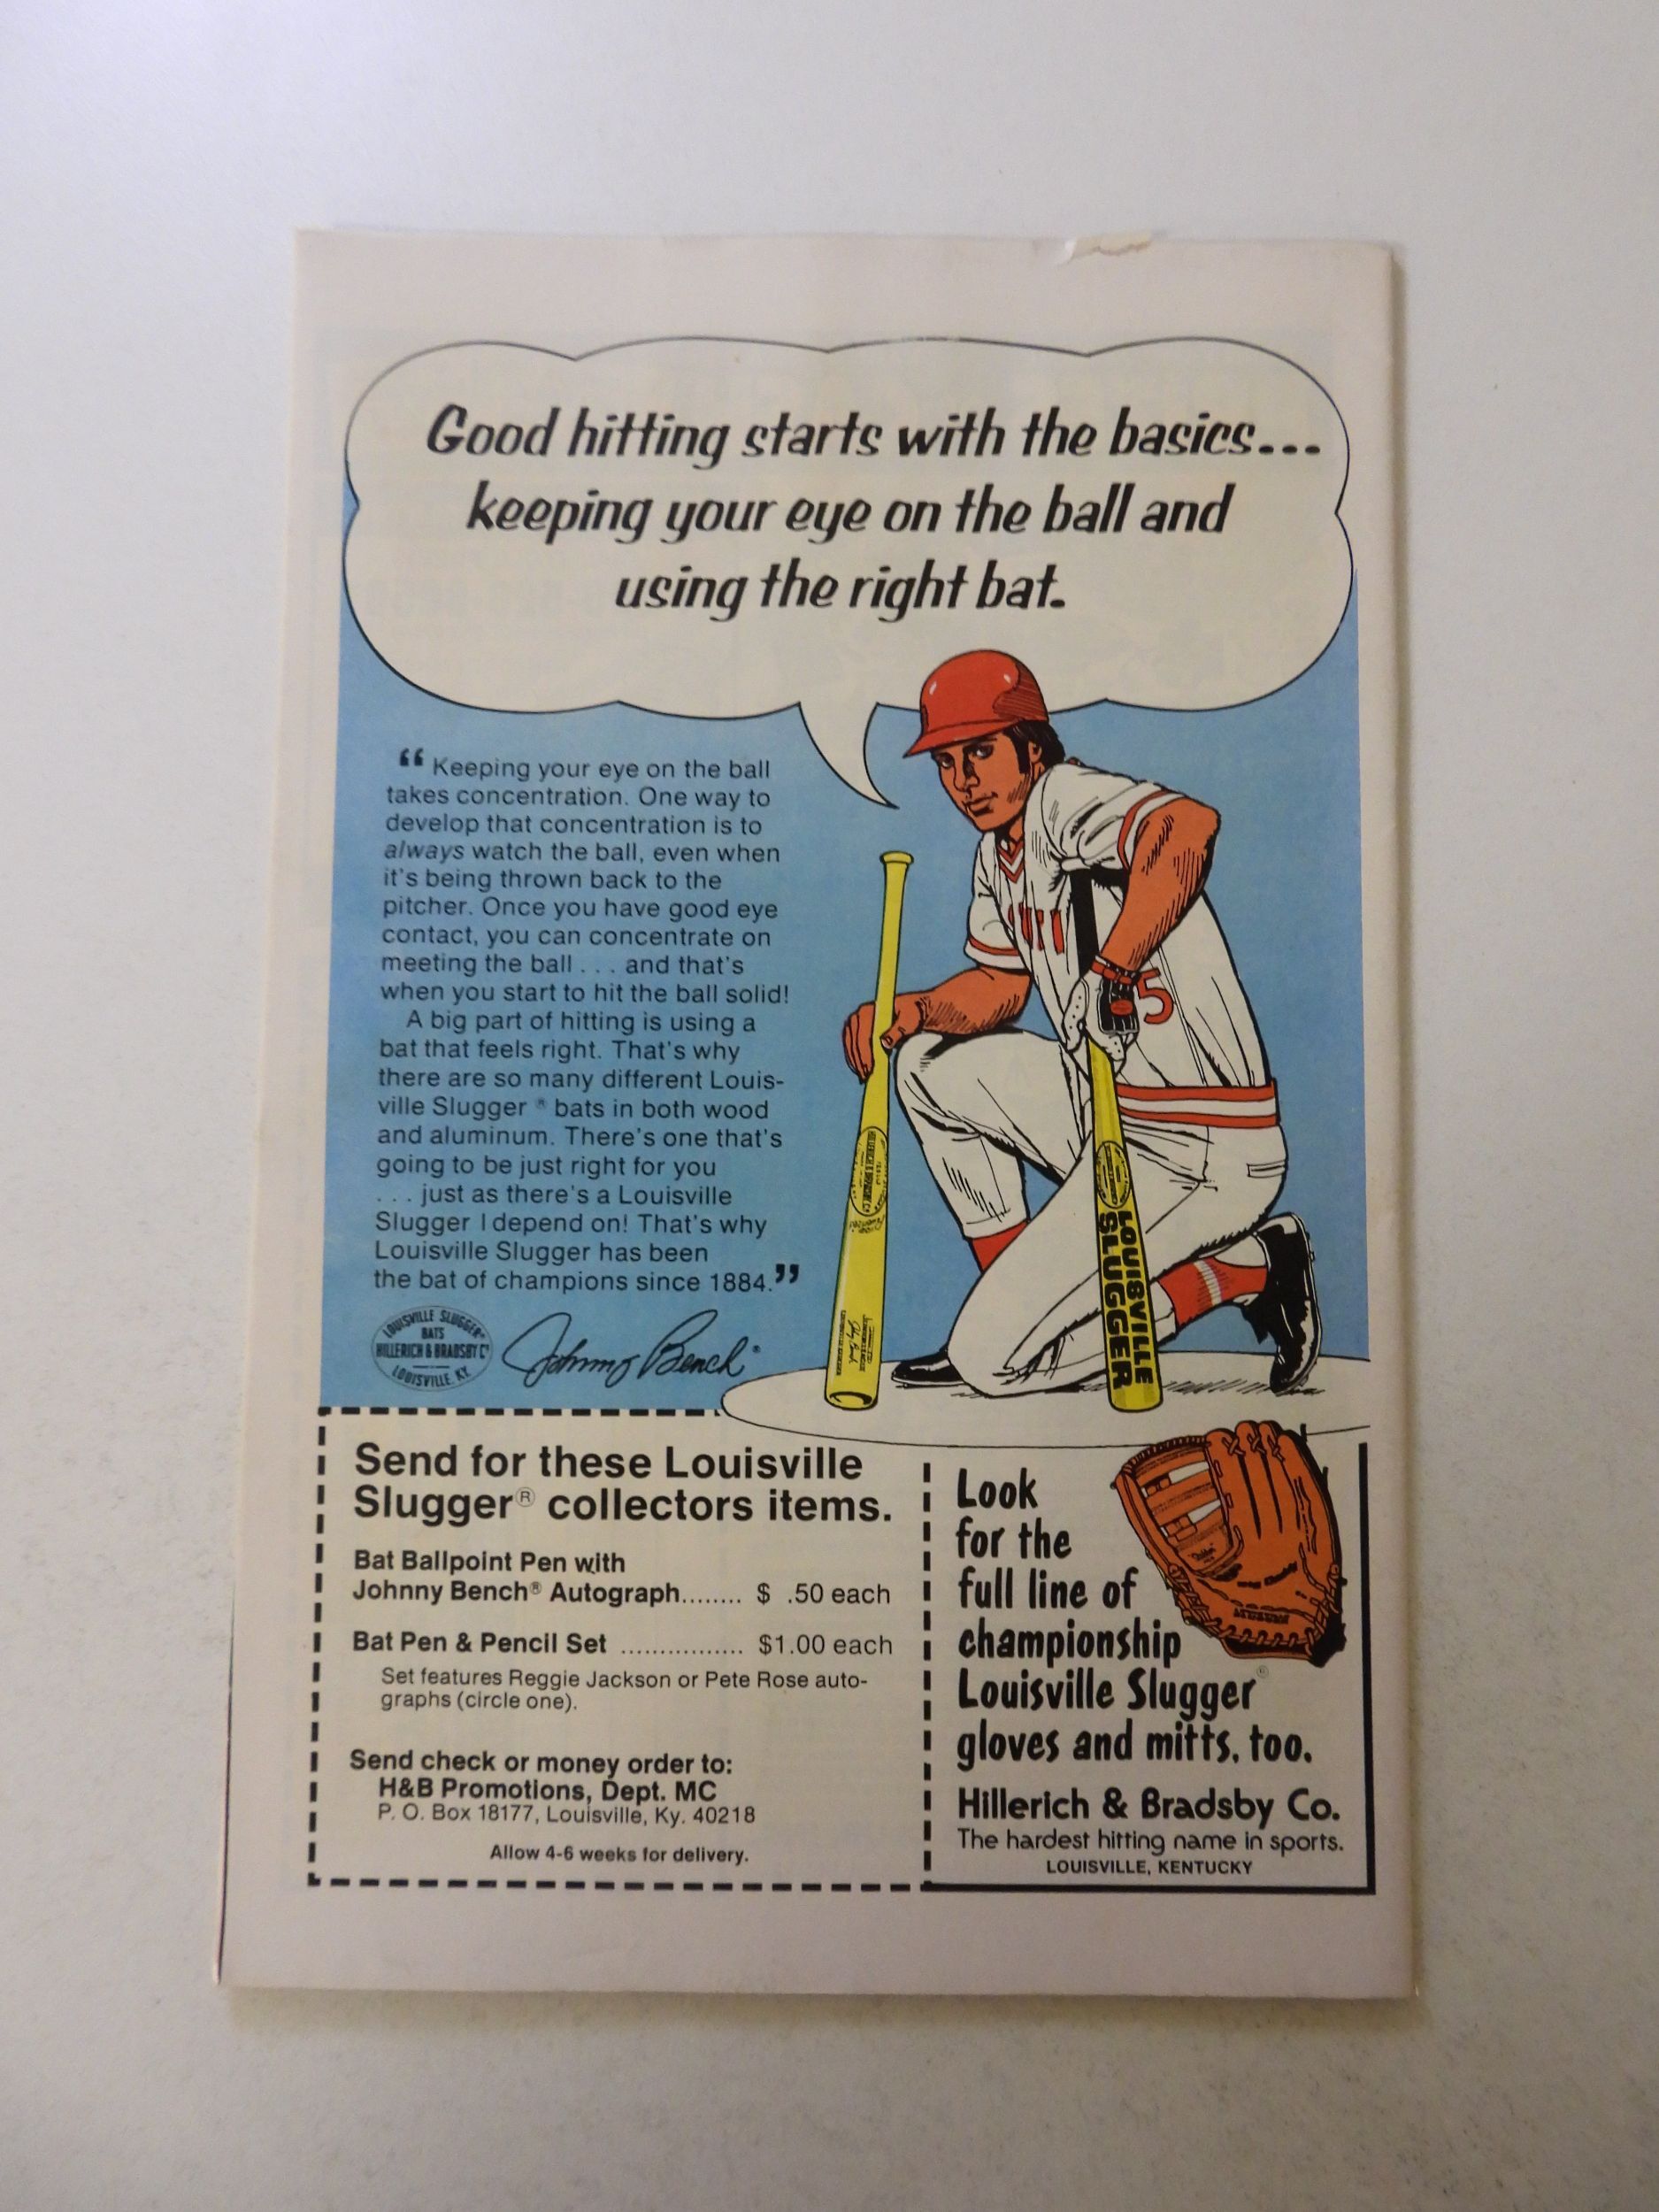 Good hitting starts with the basics...
keeping your eye on the ball and
using the right bat.
“ Keeping your eye on the ball
takes concentration. One way to
develop that concentration is to
always watch the ball, even when
it's being thrown back to the
pitcher. Once you have good eye
contact, you can concentrate on
meeting the ball . . . and that's
when you start to hit the ball solid!
A big part of hitting is using a
bat that feels right. That's why
there are so many different Louis-
ville Slugger ® bats in both wood
and aluminum. There's one that's
going to be just right for you
. . . just as there's a Louisville
Slugger I depend on! That's why
Louisville Slugger has been
the bat of champions since 1884.”
LOUISVILLE SLUGGER®
BATS
HILLERICH & BRADSBY Cº
LOUISVILLE, KY.
Johnny Bench®
5
LOUISVILLE
SLUGGER
Send for these Louisville
Slugger® collectors items.
Bat Ballpoint Pen with
Johnny Bench® Autograph........ $ .50 each
Bat Pen & Pencil Set ................ $1.00 each
Set features Reggie Jackson or Pete Rose auto-
graphs (circle one).
Send check or money order to:
H&B Promotions, Dept. MC
P. O. Box 18177, Louisville, Ky. 40218
Allow 4-6 weeks for delivery.
Look
for the
full line of
championship
Louisville Slugger®
gloves and mitts, too.
Hillerich & Bradsby Co.
The hardest hitting name in sports.
LOUISVILLE, KENTUCKY